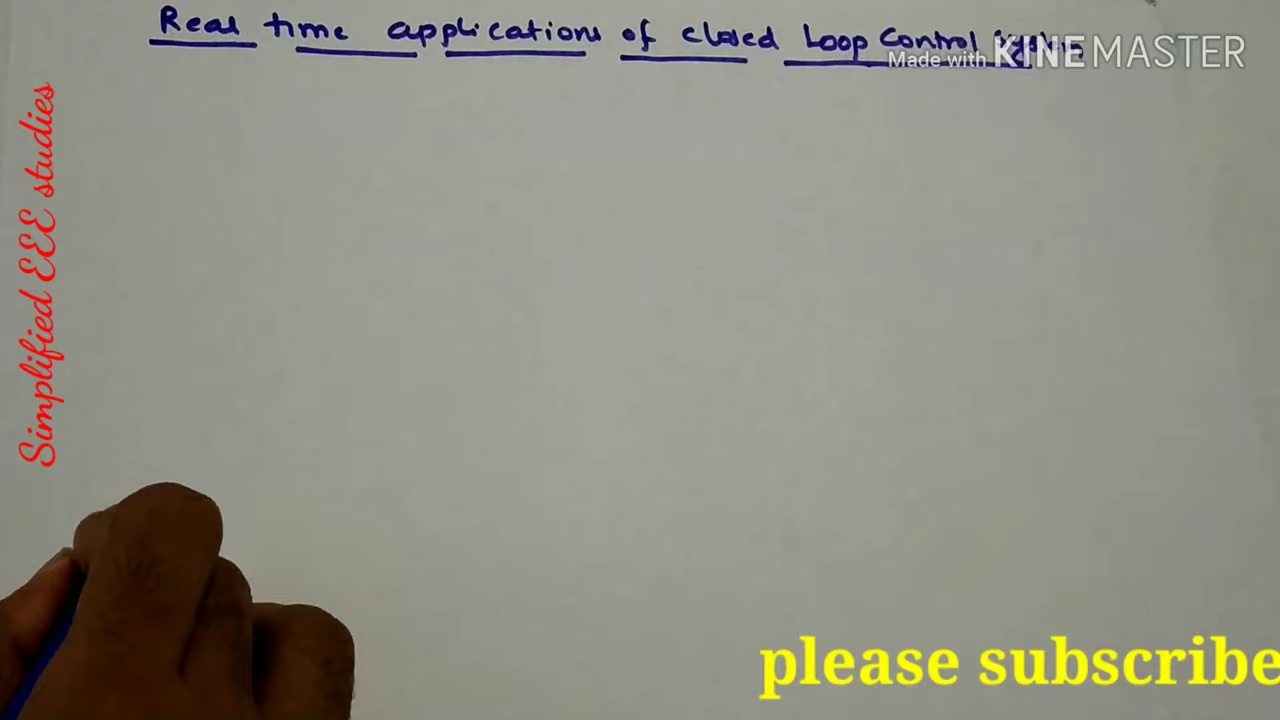 Real time applications of closed Loop Control
Made with KINEMASTER
Simplified EEE studies
please subscribe